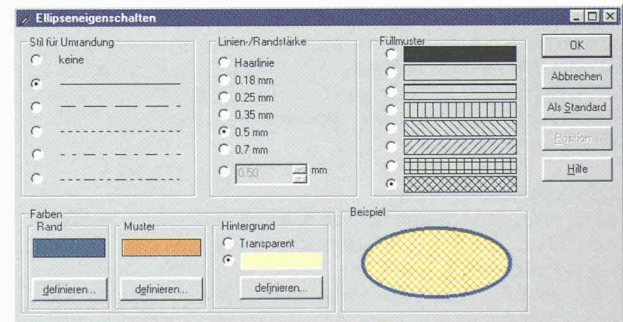 Ellipseneigenschaften
Stil für Umrandung
keine
Linien-/Randstärke
Haarlinie
0.18 mm
0.25 mm
0.35 mm
0.5 mm
0.7 mm
0.50 mm
Füllmuster
OK
Abbrechen
Als Standard
Position...
Hilfe
Farben
Rand
definieren...
Muster
definieren...
Hintergrund
Transparent
definieren...
Beispiel